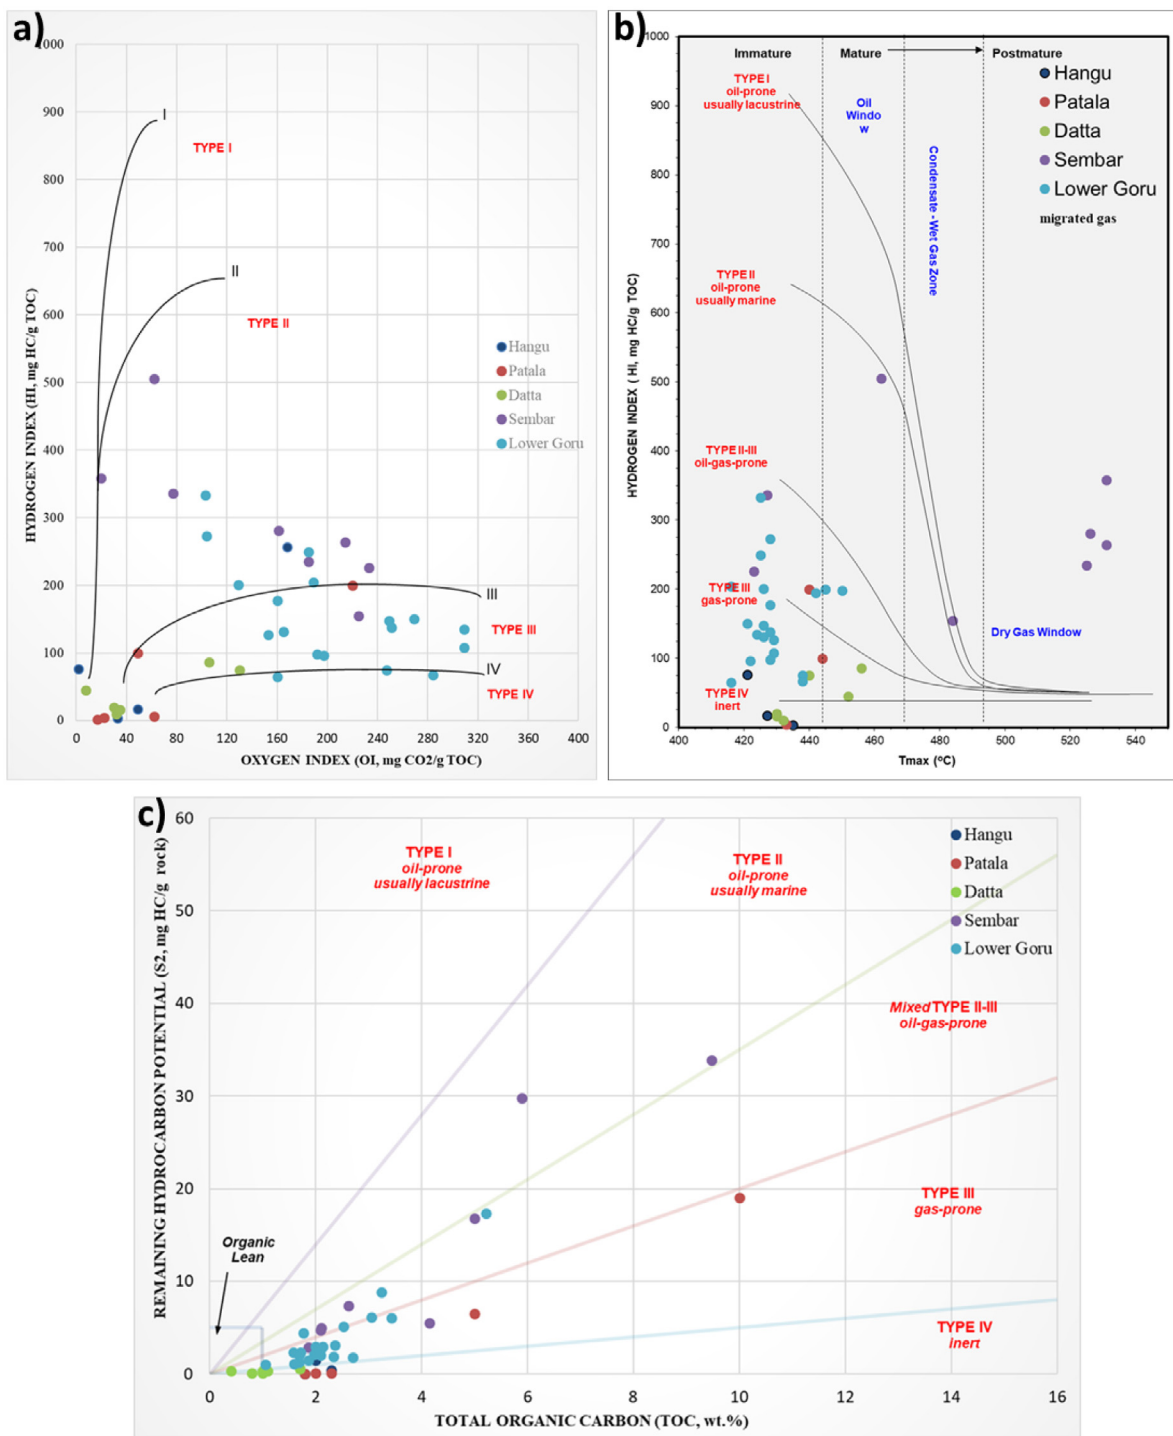 a)
1000
900
800
700
600
500
400
300
200
100
0
HYDROGEN INDEX (HI, mg HC/g TOC)
I
TYPE I
II
TYPE II
Hangu
Patala
Datta
Sembar
Lower Goru
III
TYPE III
IV
TYPE IV
0 40 80 120 160 200 240 280 320 360 400
OXYGEN INDEX (OI, mg CO2/g TOC)
b)
1000
900
800
700
600
500
400
300
200
100
0
HYDROGEN INDEX ( HI, mg HC/g TOC)
Immature Mature Postmature
TYPE I
oil-prone
usually lacustrine
Oil
Windo
w
Condensate - Wet Gas Zone
Hangu
Patala
Datta
Sembar
Lower Goru
migrated gas
TYPE II
oil-prone
usually marine
TYPE II-III
oil-gas-prone
TYPE III
gas-prone
Dry Gas Window
TYPE IV
inert
400 420 440 460 480 500 520 540
Tmax (°C)
c)
60
50
40
30
20
10
0
REMAINING HYDROCARBON POTENTIAL (S2, mg HC/g rock)
TYPE I
oil-prone
usually lacustrine
TYPE II
oil-prone
usually marine
Hangu
Patala
Datta
Sembar
Lower Goru
Mixed TYPE II-III
oil-gas-prone
TYPE III
gas-prone
Organic
Lean
TYPE IV
inert
0 2 4 6 8 10 12 14 16
TOTAL ORGANIC CARBON (TOC, wt.%)